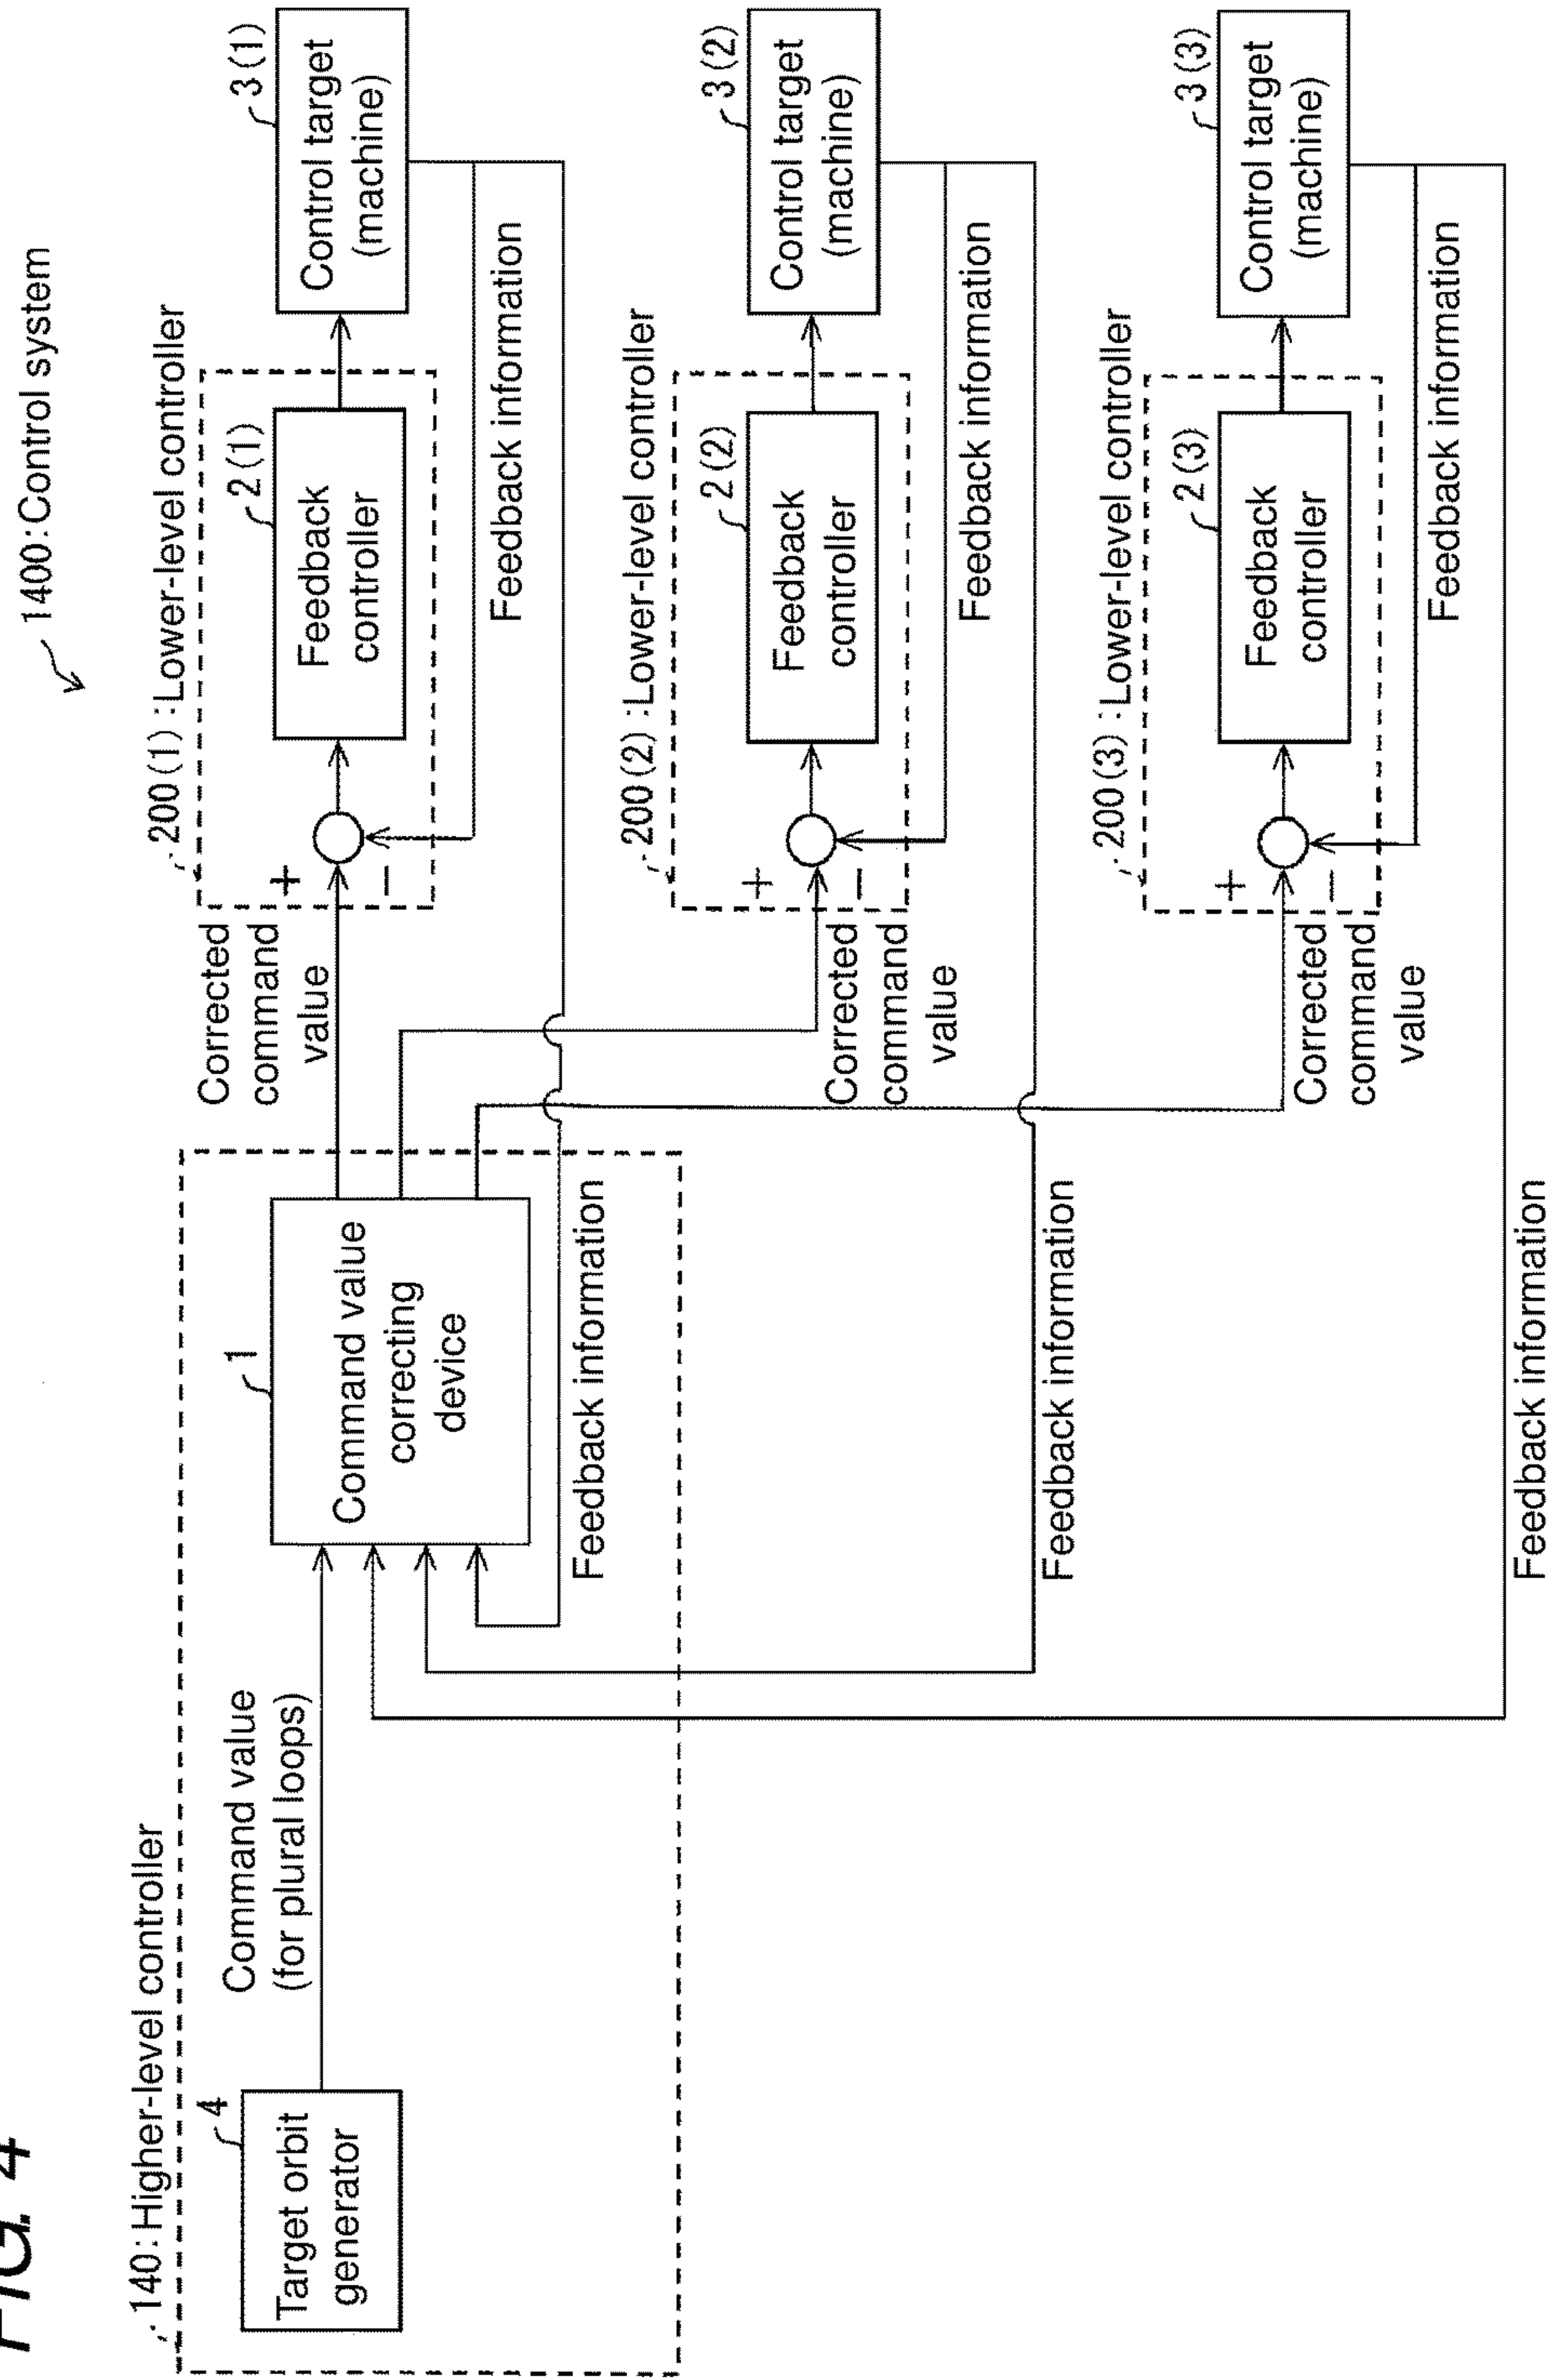 FIG. 4
1400:Control system
140:Higher-level controller
4
Target orbit
generator
Command value
(for plural loops)
1
Command value
correcting
device
Feedback information
Corrected
command
value
+
−
200(1):Lower-level controller
2(1)
Feedback
controller
3(1)
Control target
(machine)
Feedback information
Corrected
command
value
+
−
200(2):Lower-level controller
2(2)
Feedback
controller
3(2)
Control target
(machine)
Feedback information
Feedback information
Corrected
command
value
+
−
200(3):Lower-level controller
2(3)
Feedback
controller
3(3)
Control target
(machine)
Feedback information
Feedback information